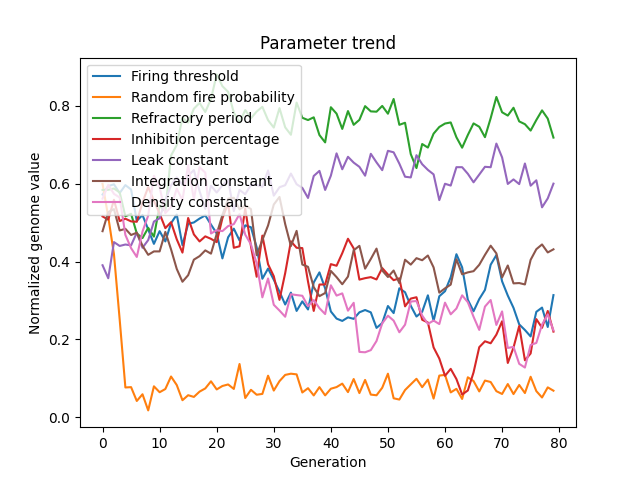 Parameter trend
Firing threshold
Random fire probability
Refractory period
Inhibition percentage
Leak constant
Integration constant
Density constant
Normalized genome value
0.8
0.6
0.4
0.2
0.0
0 10 20 30 40 50 60 70 80
Generation